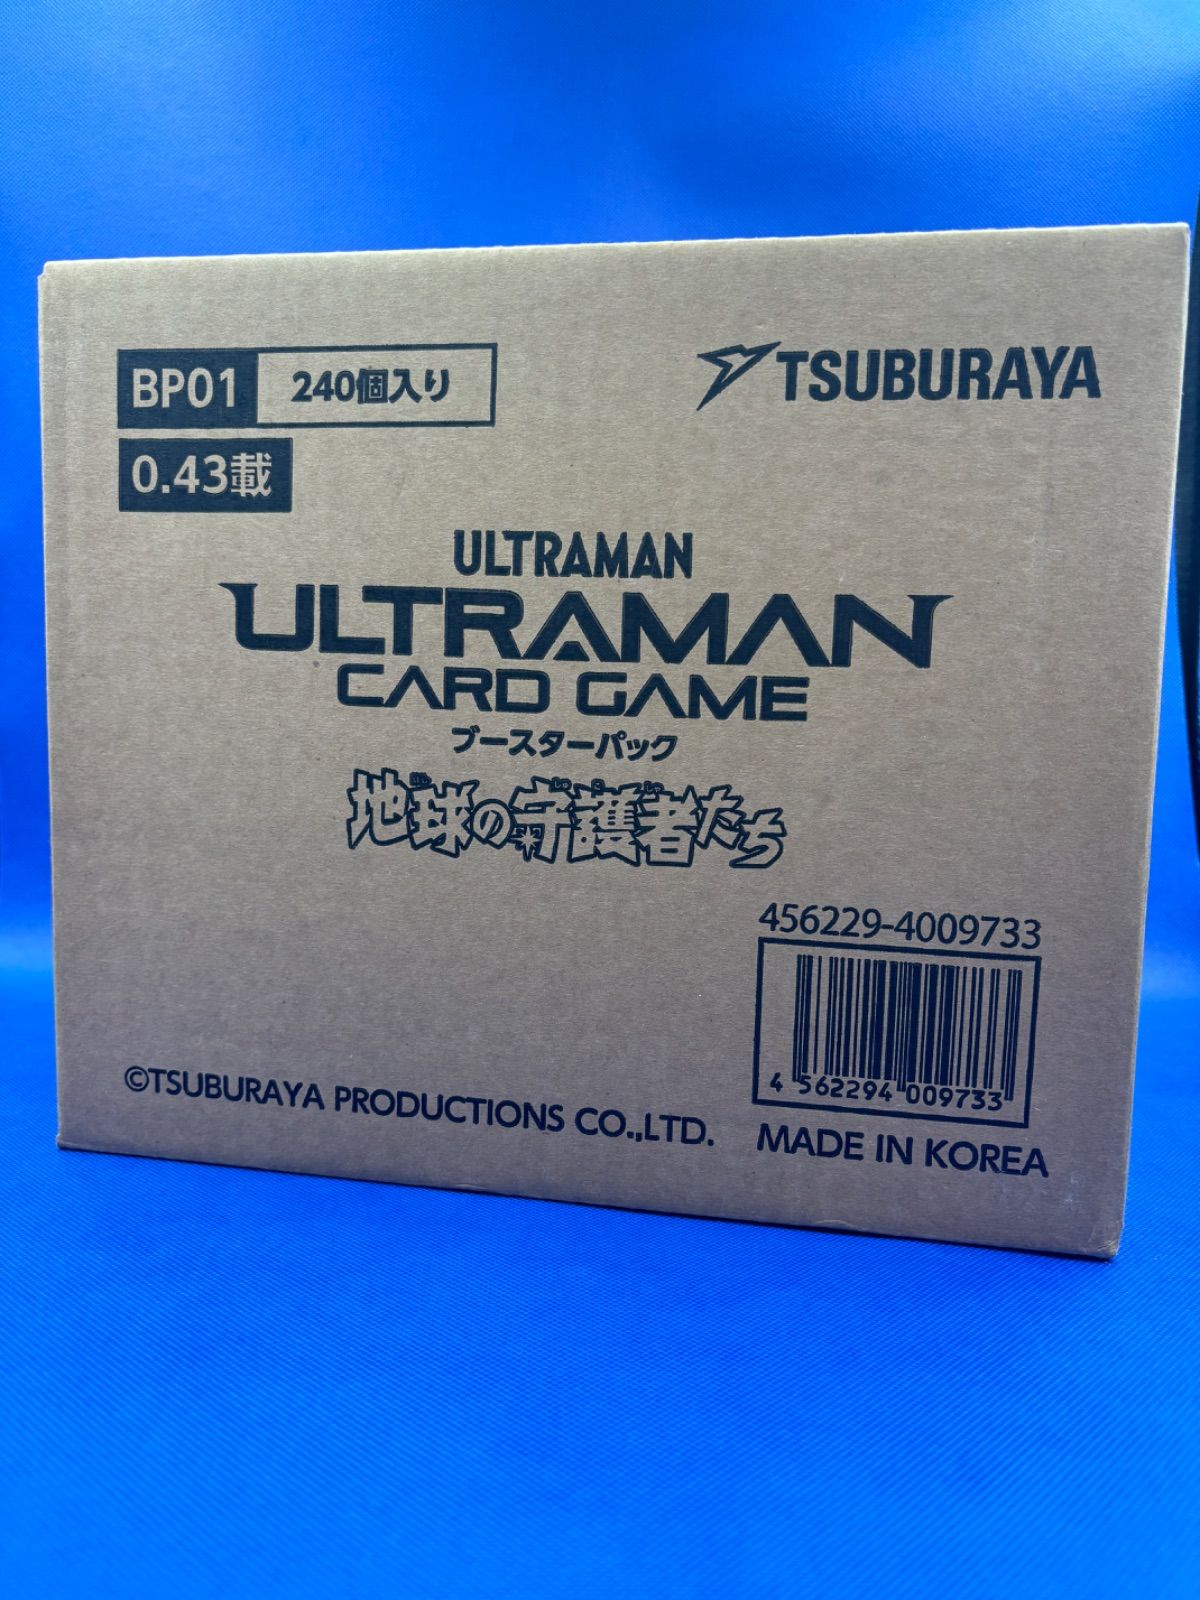 BP01 240個入り
TSUBURAYA
0.43載
ULTRAMAN
ULTRAMAN
CARD GAME
ブースターパック
地球の守護者たち
456229-4009733
4 562294 009733
©TSUBURAYA PRODUCTIONS CO.,LTD.
MADE IN KOREA